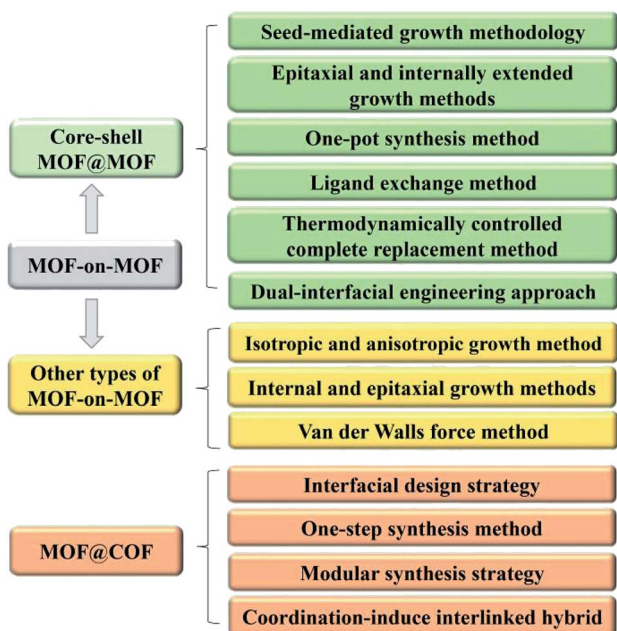 Seed-mediated growth methodology
Epitaxial and internally extended
growth methods
Core-shell
MOF@MOF
One-pot synthesis method
Ligand exchange method
Thermodynamically controlled
complete replacement method
MOF-on-MOF
Dual-interfacial engineering approach
Other types of
MOF-on-MOF
Isotropic and anisotropic growth method
Internal and epitaxial growth methods
Van der Walls force method
MOF@COF
Interfacial design strategy
One-step synthesis method
Modular synthesis strategy
Coordination-induce interlinked hybrid